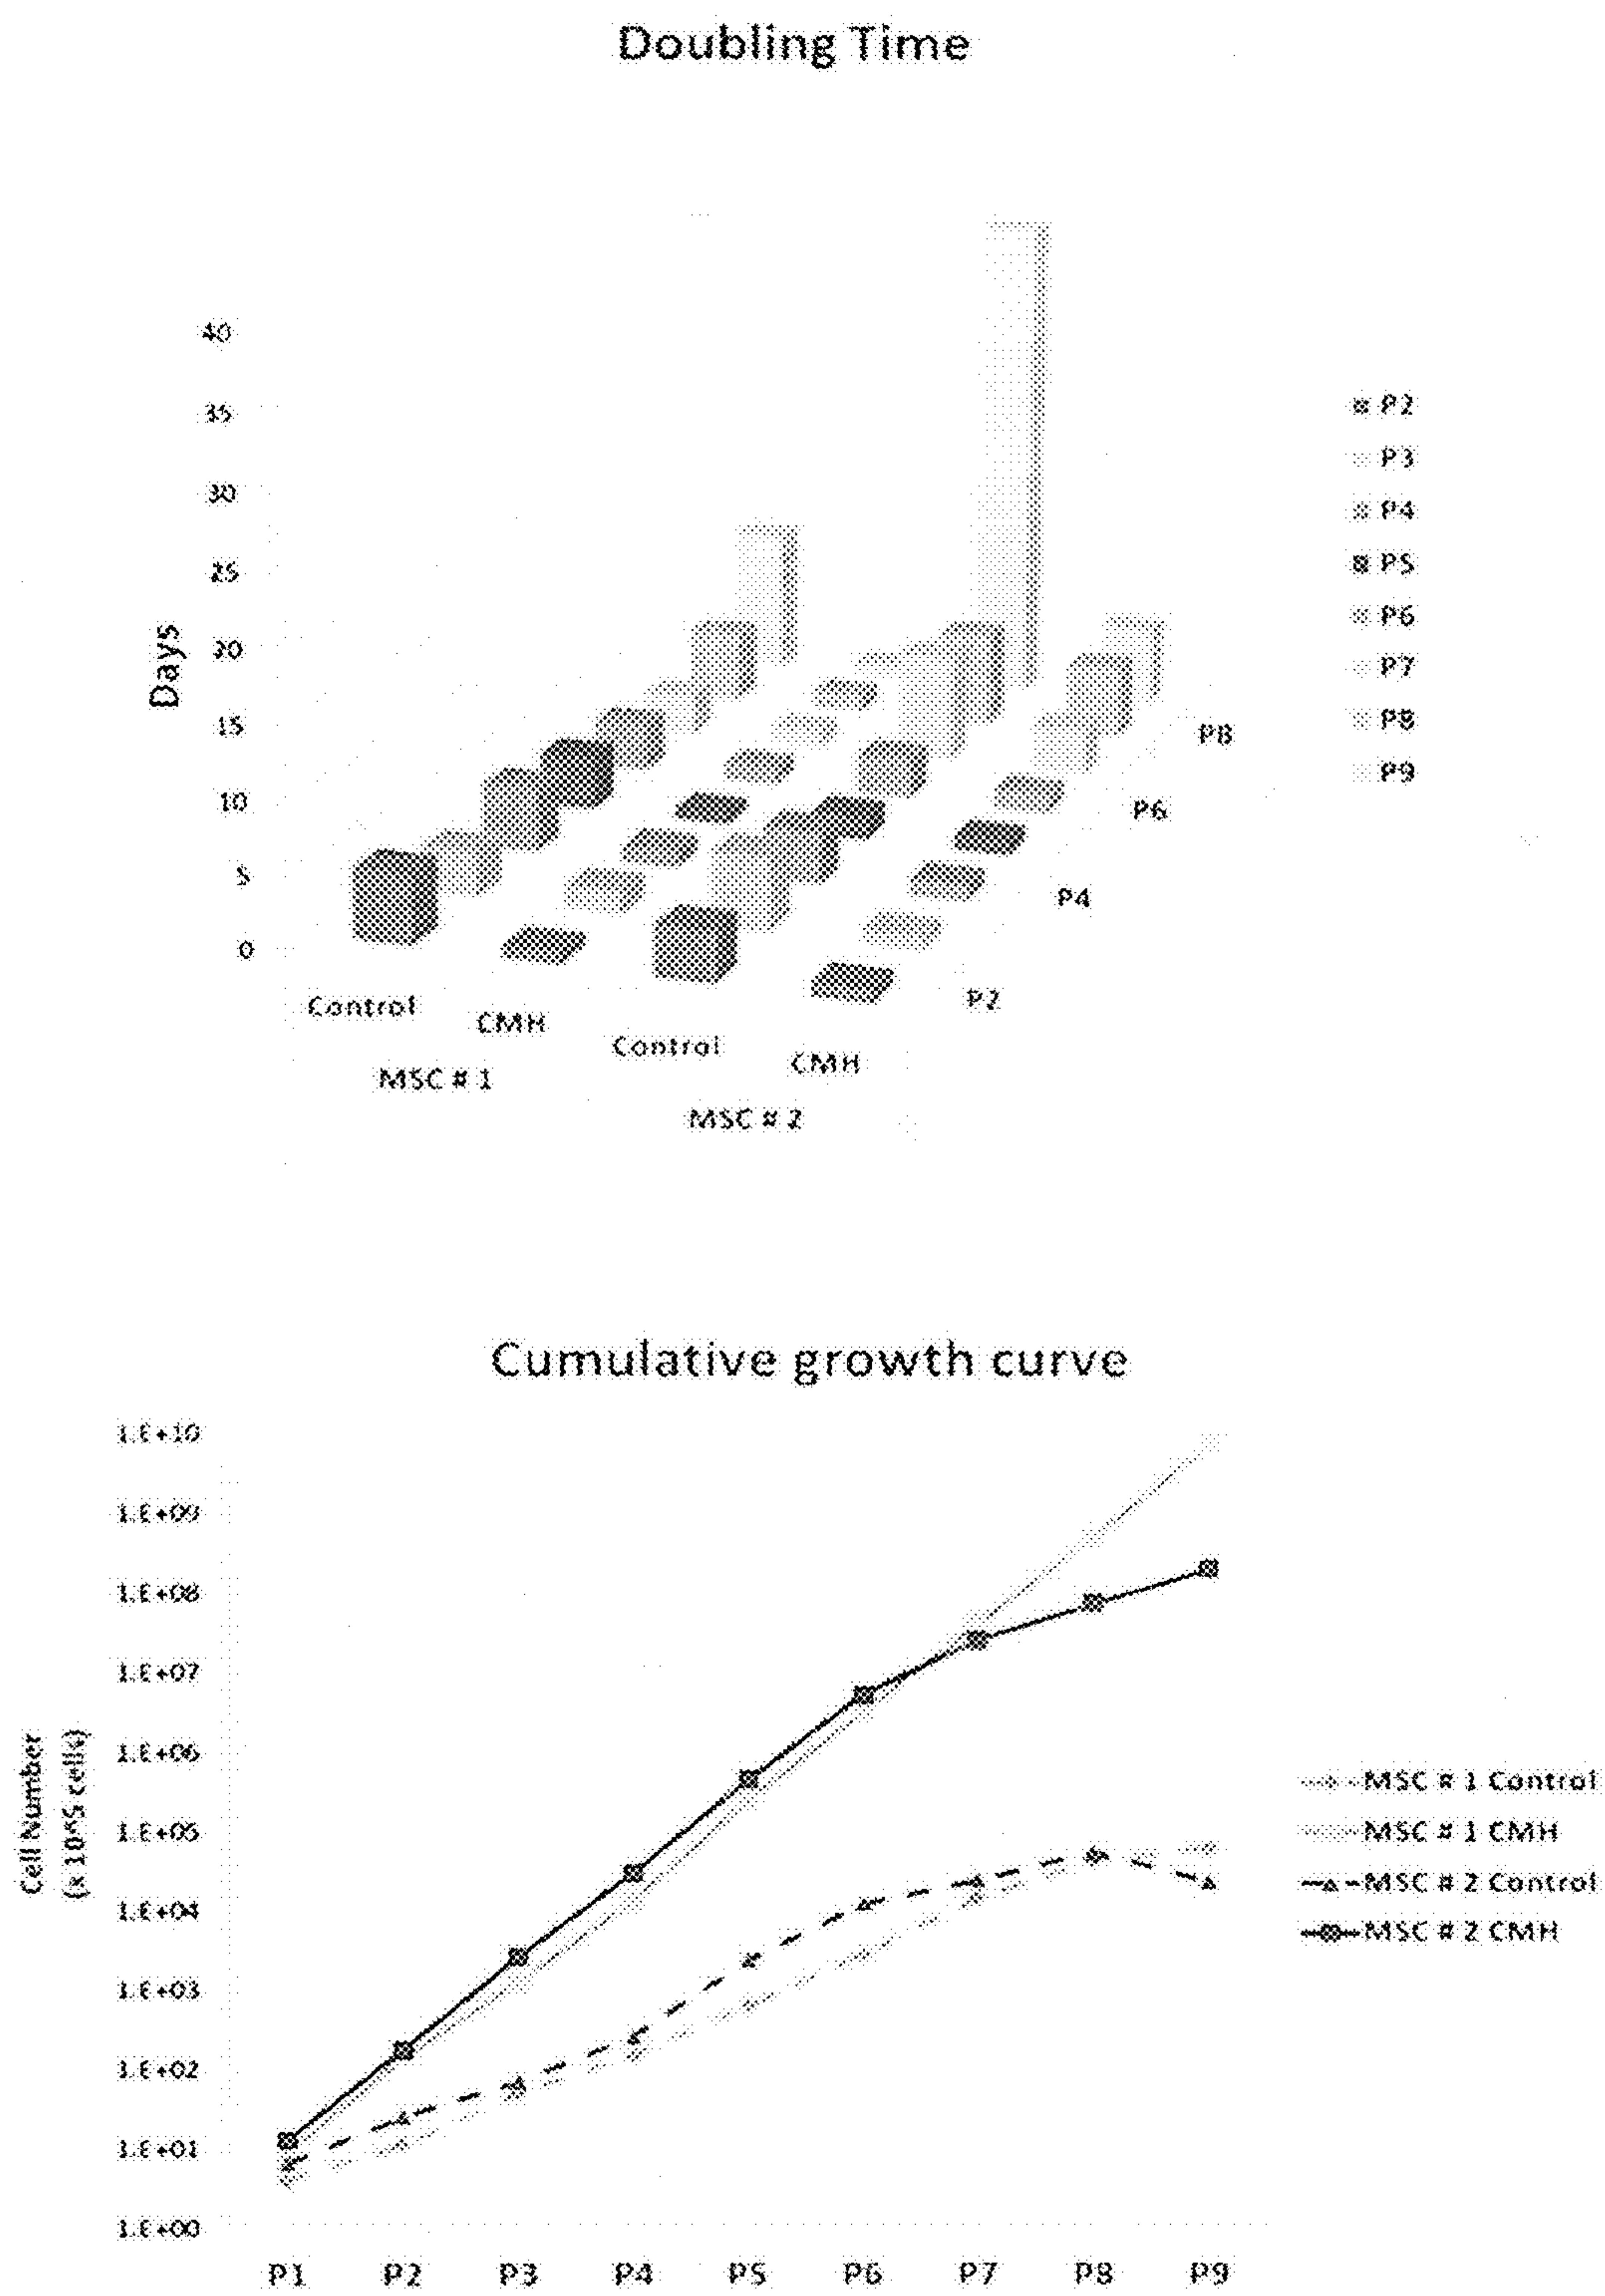 Doubling Time
40
35
30
25
20
15
10
5
0
Days
P2
P3
P4
P5
P6
P7
P8
P9
P8
P6
P4
P2
Control
CMH
Control
CMH
MSC # 1
MSC # 2
Cumulative growth curve
1.E+10
1.E+09
1.E+08
1.E+07
1.E+06
1.E+05
1.E+04
1.E+03
1.E+02
1.E+01
1.E+00
Cell Number
(x 10^5 cells)
MSC # 1 Control
MSC # 1 CMH
MSC # 2 Control
MSC # 2 CMH
P1 P2 P3 P4 P5 P6 P7 P8 P9